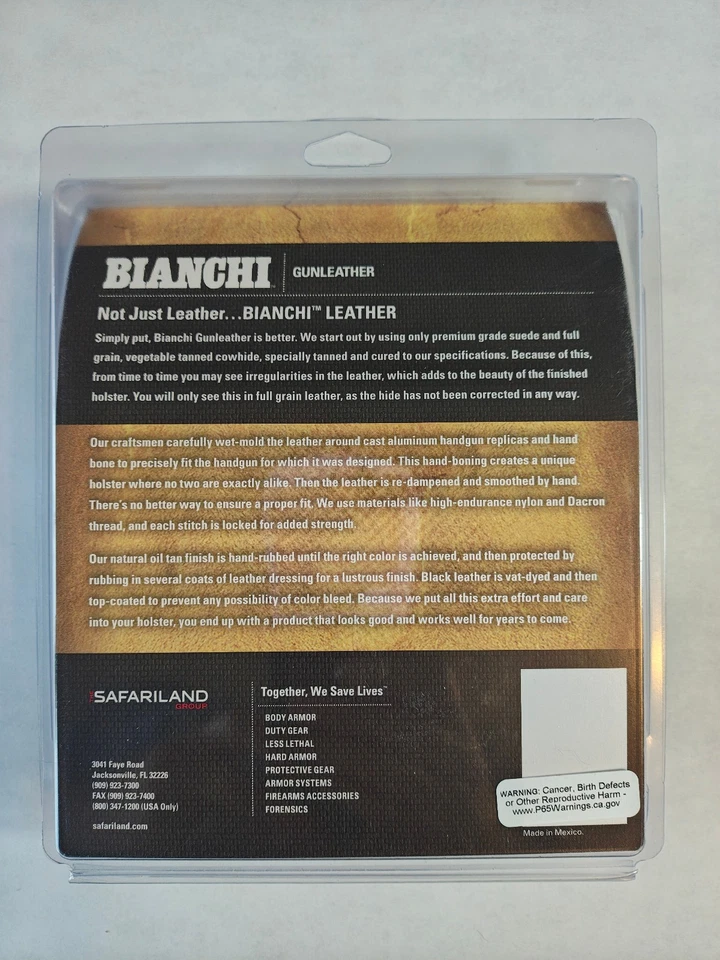 BIANCHI™ GUNLEATHER
Not Just Leather...BIANCHI™ LEATHER
Simply put, Bianchi Gunleather is better. We start out by using only premium grade suede and full
grain, vegetable tanned cowhide, specially tanned and cured to our specifications. Because of this,
from time to time you may see irregularities in the leather, which adds to the beauty of the finished
holster. You will only see this in full grain leather, as the hide has not been corrected in any way.
Our craftsmen carefully wet-mold the leather around cast aluminum handgun replicas and hand
bone to precisely fit the handgun for which it was designed. This hand-boning creates a unique
holster where no two are exactly alike. Then the leather is re-dampened and smoothed by hand.
There's no better way to ensure a proper fit. We use materials like high-endurance nylon and Dacron
thread, and each stitch is locked for added strength.
Our natural oil tan finish is hand-rubbed until the right color is achieved, and then protected by
rubbing in several coats of leather dressing for a lustrous finish. Black leather is vat-dyed and then
top-coated to prevent any possibility of color bleed. Because we put all this extra effort and care
into your holster, you end up with a product that looks good and works well for years to come.
THE SAFARILAND
GROUP
3041 Faye Road
Jacksonville, FL 32226
(909) 923-7300
FAX (909) 923-7400
(800) 347-1200 (USA Only)
safariland.com
Together, We Save Lives™
BODY ARMOR
DUTY GEAR
LESS LETHAL
HARD ARMOR
PROTECTIVE GEAR
ARMOR SYSTEMS
FIREARMS ACCESSORIES
FORENSICS
WARNING: Cancer, Birth Defects
or Other Reproductive Harm -
www.P65Warnings.ca.gov
Made in Mexico.